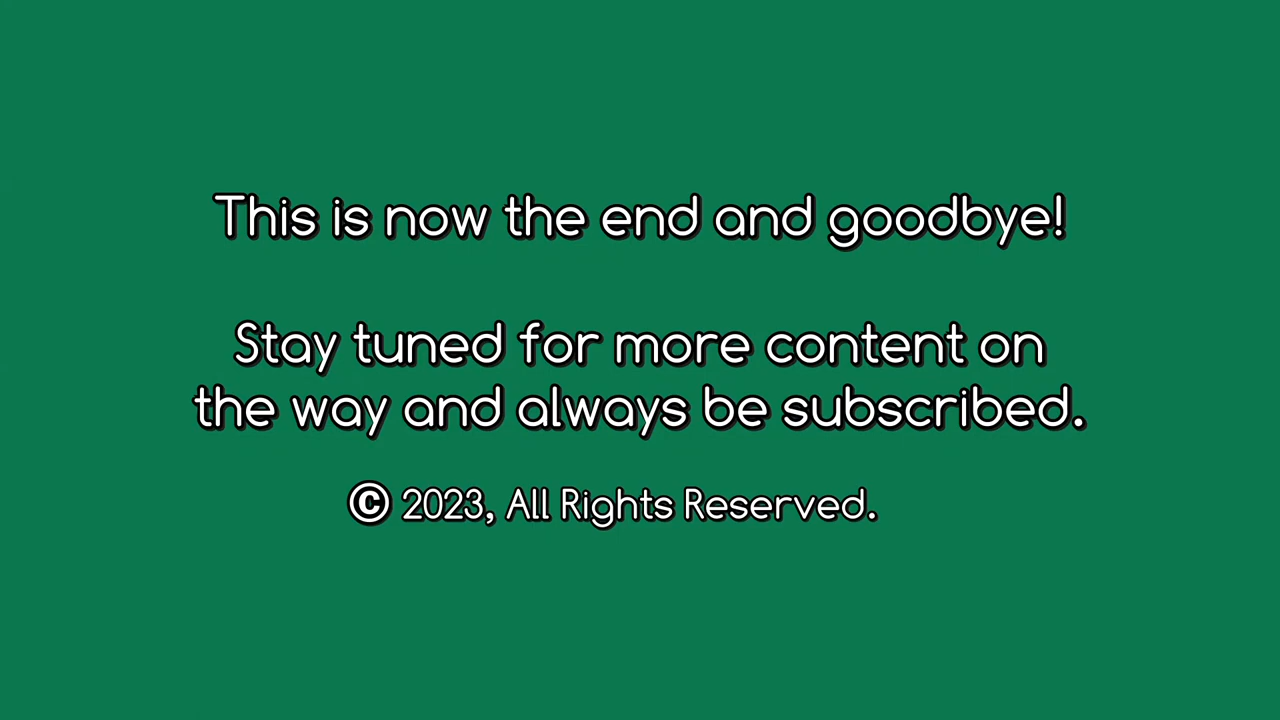 This is now the end and goodbye!
Stay tuned for more content on
the way and always be subscribed.
© 2023, All Rights Reserved.